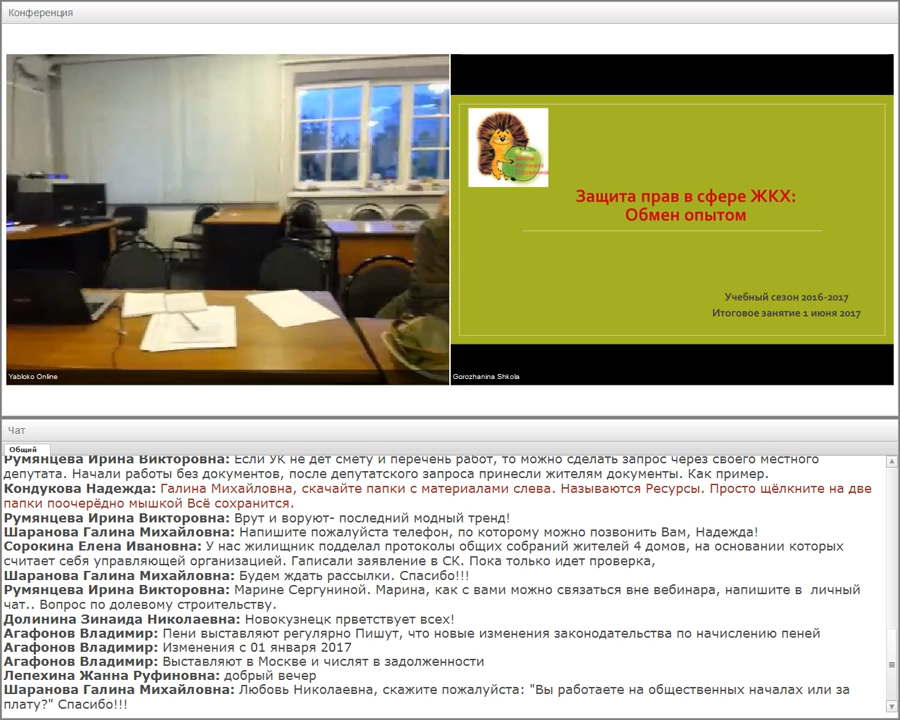 Конференция
Защита прав в сфере ЖКХ:
Обмен опытом
Учебный сезон 2016-2017
Итоговое занятие 1 июня 2017
Yabloko Online
Gorozhanina Shkola
Чат
Общий
Румянцева Ирина Викторовна: Если УК не дет смету и перечень работ, то можно сделать запрос через своего местного
депутата. Начали работы без документов, после депутатского запроса принесли жителям документы. Как пример.
Кондукова Надежда: Галина Михайловна, скачайте папки с материалами слева. Называются Ресурсы. Просто щёлкните на две
папки поочерёдно мышкой Всё сохранится.
Румянцева Ирина Викторовна: Врут и воруют- последний модный тренд!
Шаранова Галина Михайловна: Напишите пожалуйста телефон, по которому можно позвонить Вам, Надежда!
Сорокина Елена Ивановна: У нас жилищник подделал протоколы общих собраний жителей 4 домов, на основании которых
считает себя управляющей организацией. Гаписали заявление в СК. Пока только идет проверка,
Шаранова Галина Михайловна: Будем ждать рассылки. Спасибо!!!
Румянцева Ирина Викторовна: Марине Сергуниной. Марина, как с вами можно связаться вне вебинара, напишите в  личный
чат.. Вопрос по долевому строительству.
Долинина Зинаида Николаевна: Новокузнецк прветствует всех!
Агафонов Владимир: Пени выставляют регулярно Пишут, что новые изменения законодательства по начислению пеней
Агафонов Владимир: Изменения с 01 января 2017
Агафонов Владимир: Выставляют в Москве и числят в задолженности
Лепехина Жанна Руфиновна: добрый вечер
Шаранова Галина Михайловна: Любовь Николаевна, скажите пожалуйста: "Вы работаете на общественных началах или за
плату?" Спасибо!!!